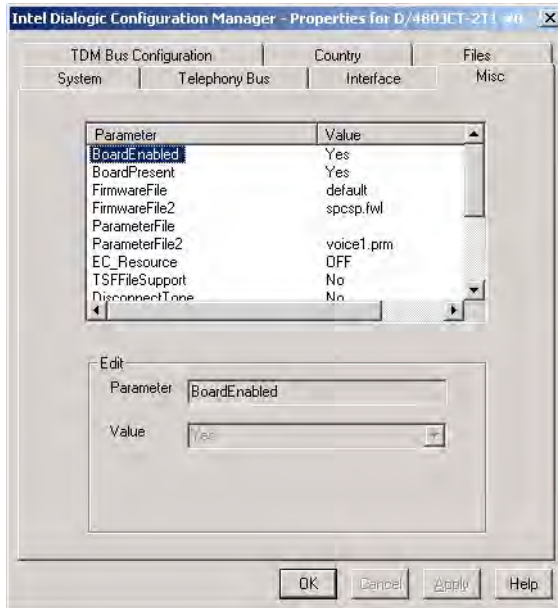 Intel Dialogic Configuration Manager - Properties for D/480JCT-2T1 #0
TDM Bus Configuration Country Files
System Telephony Bus Interface Misc
Parameter Value
BoardEnabled Yes
BoardPresent Yes
FirmwareFile default
FirmwareFile2 spcsp.fwl
ParameterFile
ParameterFile2 voice1.prm
EC_Resource OFF
TSFFileSupport No
DisconnectTone No
Edit
Parameter BoardEnabled
Value Yes
OK Cancel Apply Help